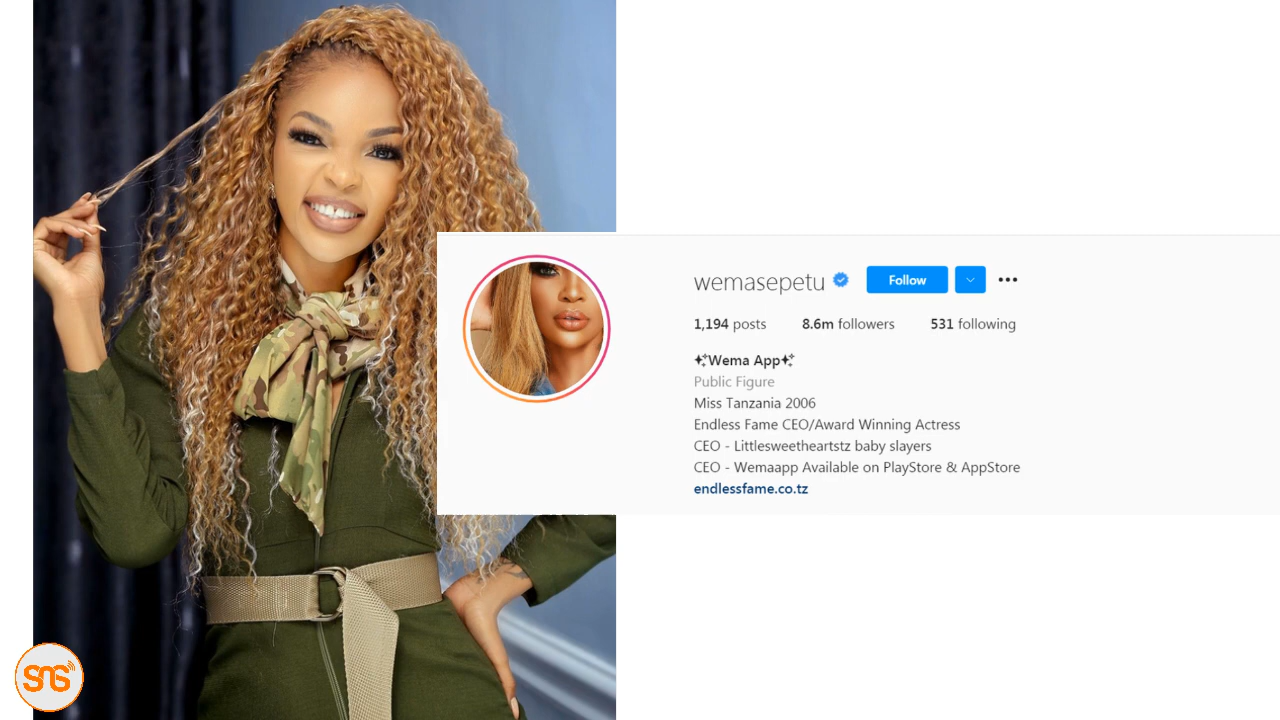 wemasepetu Follow
1,194 posts 8.6m followers 531 following
✨Wema App✨
Public Figure
Miss Tanzania 2006
Endless Fame CEO/Award Winning Actress
CEO - Littlesweetheartstz baby slayers
CEO - Wemaapp Available on PlayStore & AppStore
endlessfame.co.tz
SNS